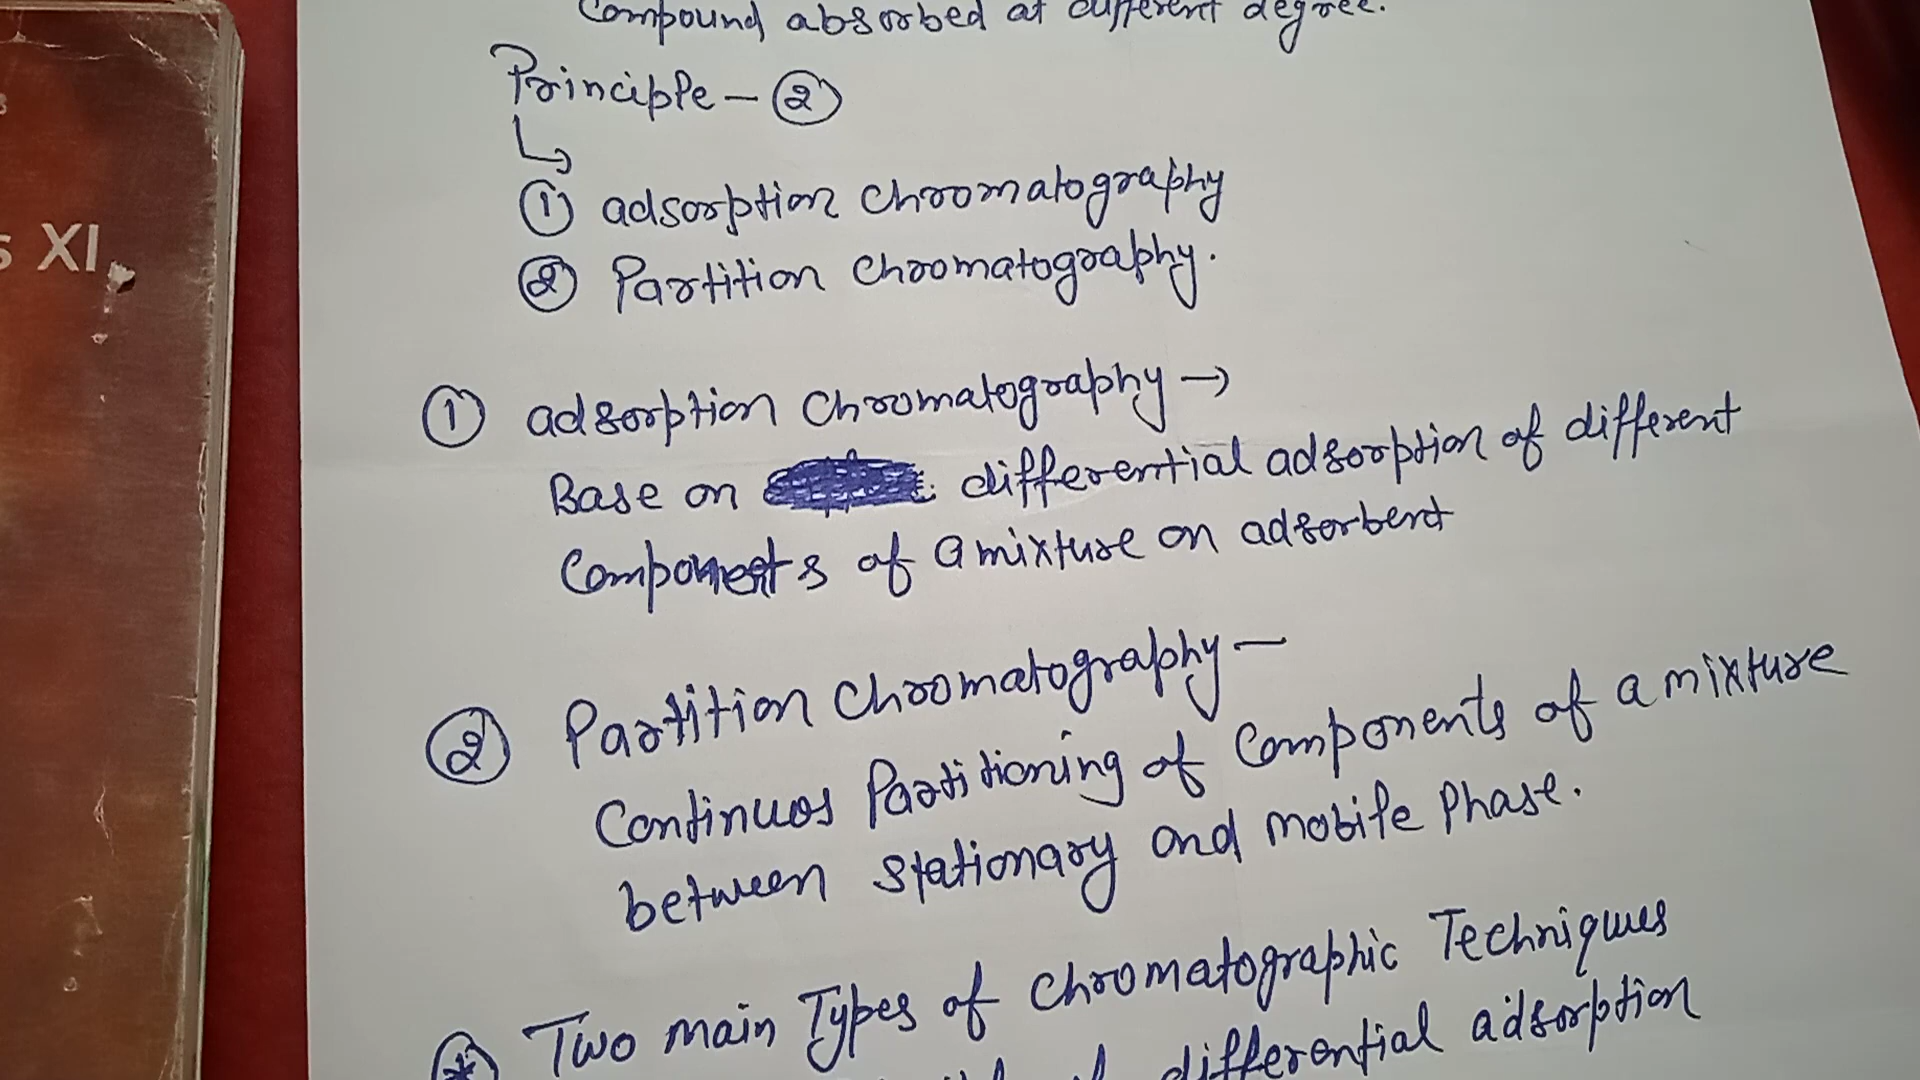 Compound absorbed at different degree.
Principle - ②
① adsorption chromatography
② Partition chromatography.
s XI
① adsorption chromatography →
Base on differential adsorption of different
Components of a mixture on adsorbent
② Partition chromatography -
Continuos Partitioning of Components of a mixture
between stationary and mobile phase.
* Two main Types of chromatographic Techniques
differential adsorption